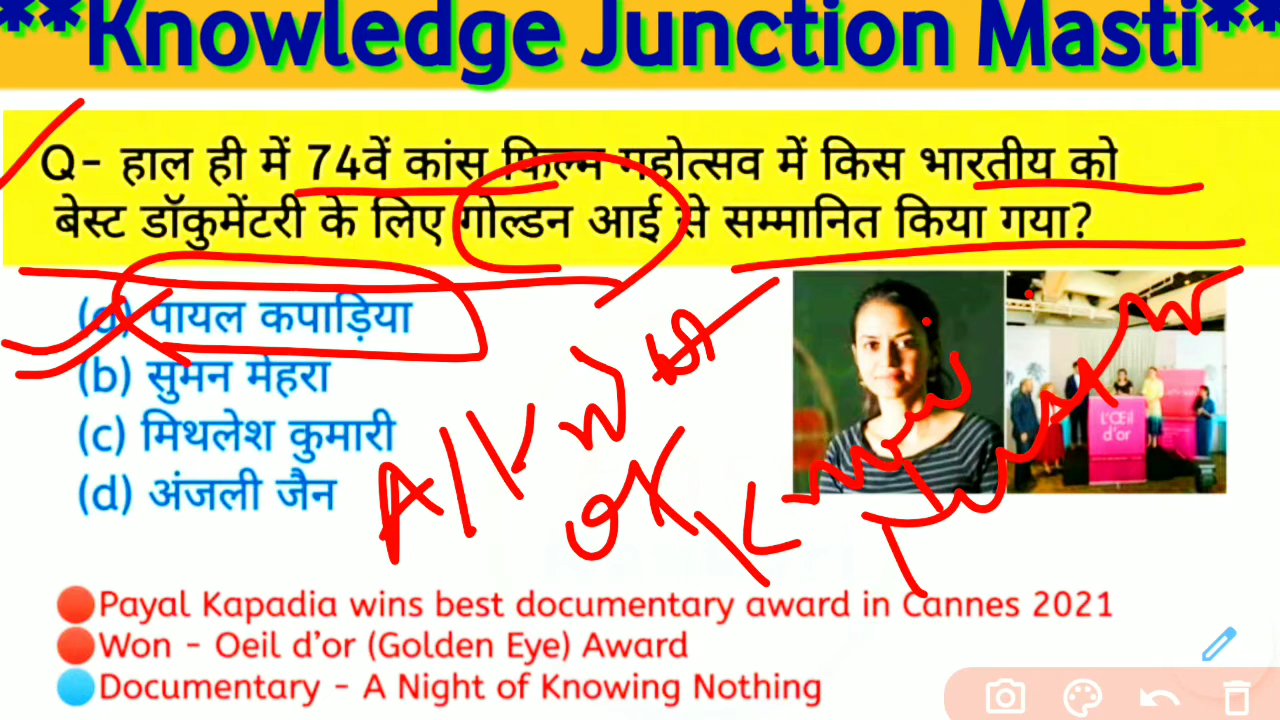 **Knowledge Junction Masti**
Q- हाल ही में 74वें कांस फिल्म महोत्सव में किस भारतीय को
बेस्ट डॉकुमेंटरी के लिए गोल्डन आई से सम्मानित किया गया?
(a) पायल कपाड़िया
(b) सुमन मेहरा
(c) मिथलेश कुमारी
(d) अंजली जैन
L'Œil
d'or
Payal Kapadia wins best documentary award in Cannes 2021
Won - Oeil d'or (Golden Eye) Award
Documentary - A Night of Knowing Nothing